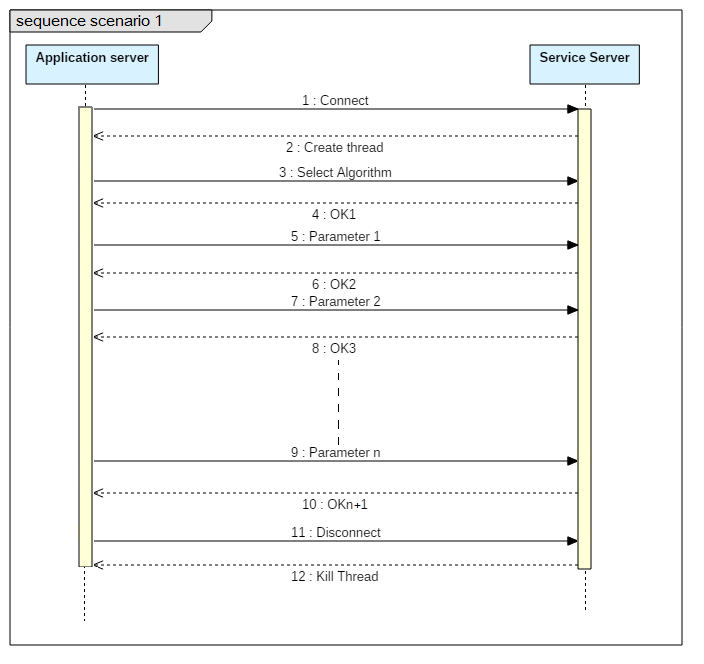 sequence scenario 1
Application server
Service Server
1 : Connect
2 : Create thread
3 : Select Algorithm
4 : OK1
5 : Parameter 1
6 : OK2
7 : Parameter 2
8 : OK3
9 : Parameter n
10 : OKn+1
11 : Disconnect
12 : Kill Thread